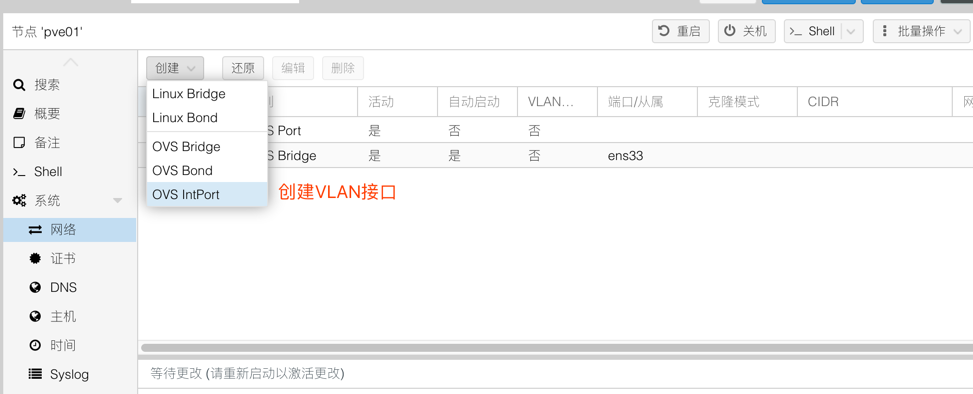 节点 'pve01'
重启
关机
Shell
批量操作
创建
还原
编辑
删除
搜索
概要
备注
Shell
系统
网络
证书
DNS
主机
时间
Syslog
Linux Bridge
Linux Bond
OVS Bridge
OVS Bond
OVS IntPort
创建VLAN接口
别 活动 自动启动 VLAN... 端口/从属 克隆模式 CIDR 网
S Port 是 否 否
S Bridge 是 是 否 ens33
等待更改 (请重新启动以激活更改)